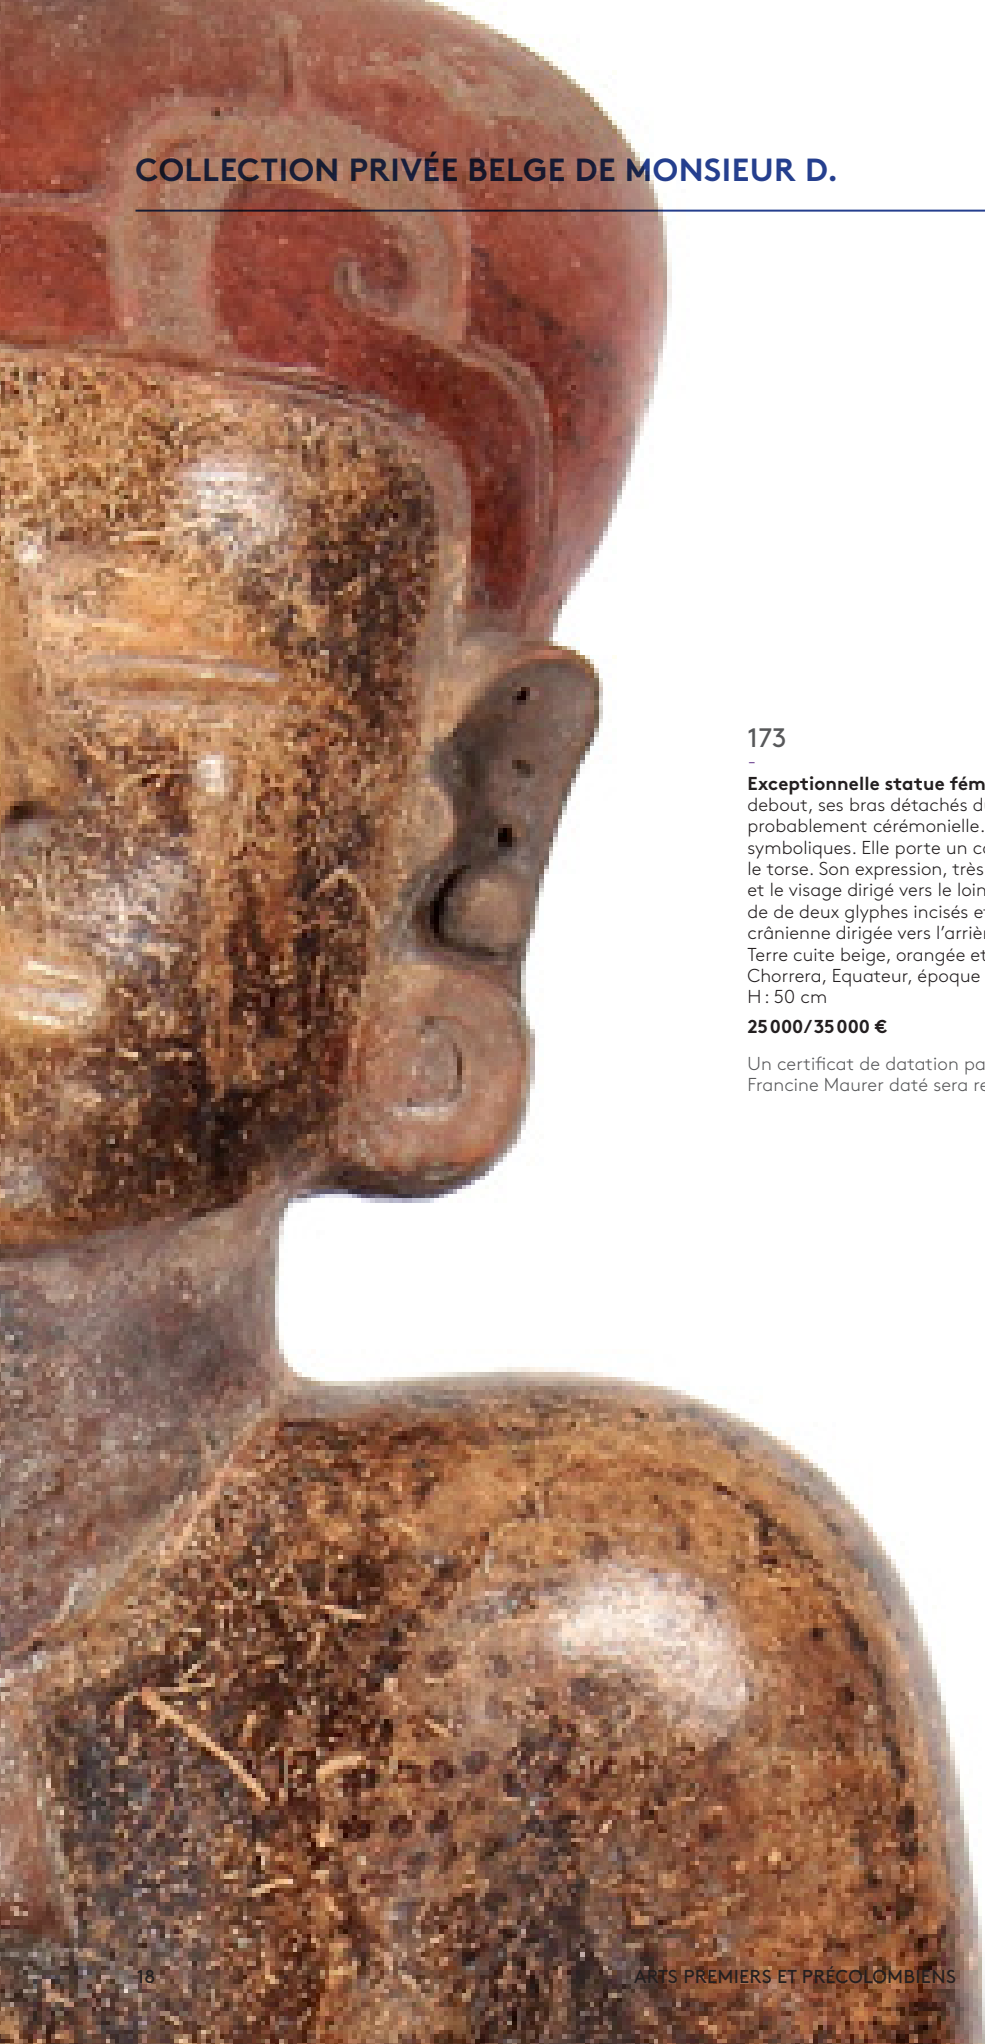 COLLECTION PRIVÉE BELGE DE MONSIEUR D.
173
-
Exceptionnelle statue fém
debout, ses bras détachés d
probablement cérémonielle.
symboliques. Elle porte un c
le torse. Son expression, très
et le visage dirigé vers le loin
de de deux glyphes incisés et
crânienne dirigée vers l'arriè
Terre cuite beige, orangée et
Chorrera, Equateur, époque
H : 50 cm
25 000/35 000 €
Un certificat de datation pa
Francine Maurer daté sera re
18
ARTS PREMIERS ET PRÉCOLOMBIENS